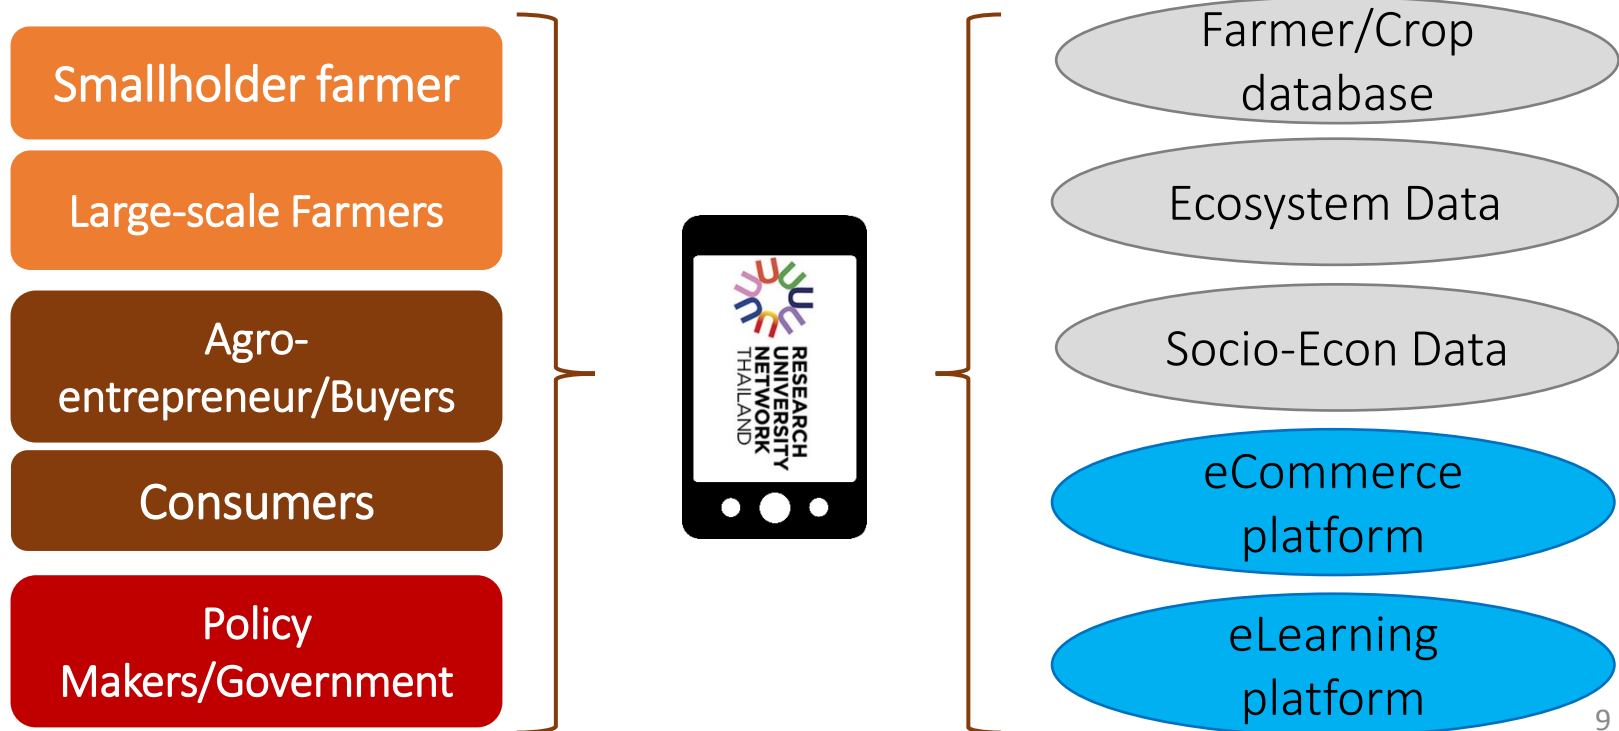 Smallholder farmer
Large-scale Farmers
Agro-
entrepreneur/Buyers
Consumers
Policy
Makers/Government
RESEARCH
UNIVERSITY
NETWORK
THAILAND
Farmer/Crop
database
Ecosystem Data
Socio-Econ Data
eCommerce
platform
eLearning
platform
9